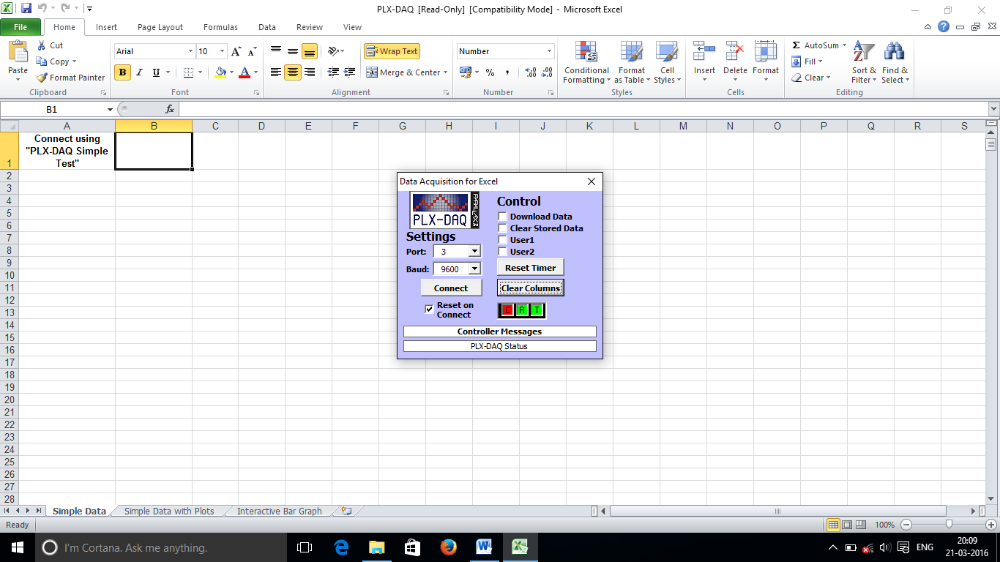 PLX-DAQ [Read-Only] [Compatibility Mode] - Microsoft Excel
File Home Insert Page Layout Formulas Data Review View
Paste
Cut
Copy
Format Painter
Clipboard
Arial 10
B I U A
Font
Wrap Text
Merge & Center
Alignment
Number
% , .00 .0
Number
Conditional Formatting
Format as Table
Cell Styles
Styles
Insert Delete Format
Cells
Σ AutoSum
Fill
Clear
Sort & Filter
Find & Select
Editing
B1 fx
A B C D E F G H I J K L M N O P Q R S
1
Connect using
"PLX-DAQ Simple
Test"
2
3
4
5
6
7
8
9
10
11
12
13
14
15
16
17
18
19
20
21
22
23
24
25
26
27
28
Data Acquisition for Excel
PLX-DAQ
PARALLAX
Settings
Port: 3
Baud: 9600
Connect
Reset on
Connect
Control
Download Data
Clear Stored Data
User1
User2
Reset Timer
Clear Columns
C R T
Controller Messages
PLX-DAQ Status
Simple Data Simple Data with Plots Interactive Bar Graph
Ready 100%
I'm Cortana. Ask me anything.
ENG
20:09
21-03-2016